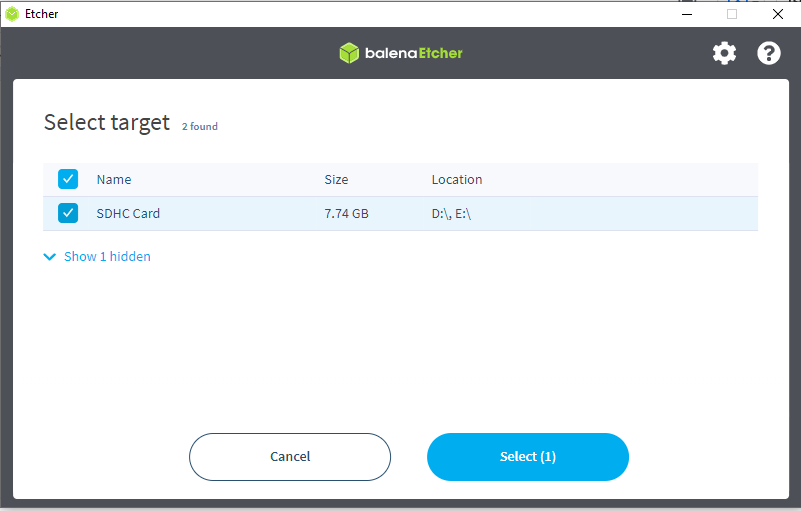 Etcher
balenaEtcher
Select target 2 found
Name Size Location
SDHC Card 7.74 GB D:\, E:\
Show 1 hidden
Cancel Select (1)